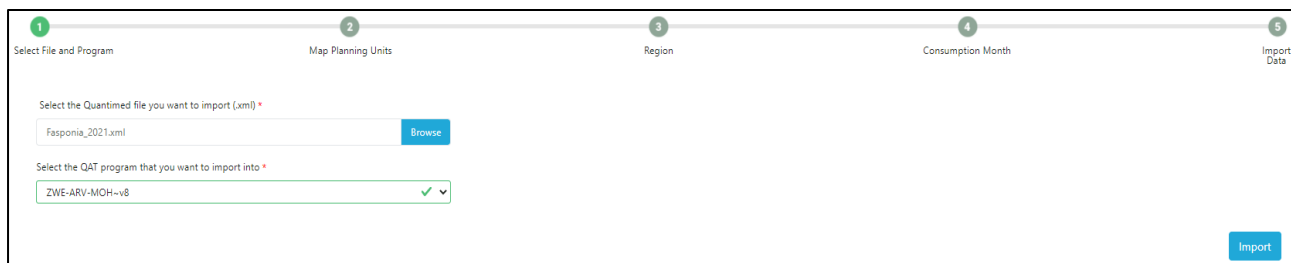 1 2 3 4 5
Select File and Program Map Planning Units Region Consumption Month Import
Data
Select the Quantimed file you want to import (.xml) *
Fasponia_2021.xml Browse
Select the QAT program that you want to import into *
ZWE-ARV-MOH~v8
Import